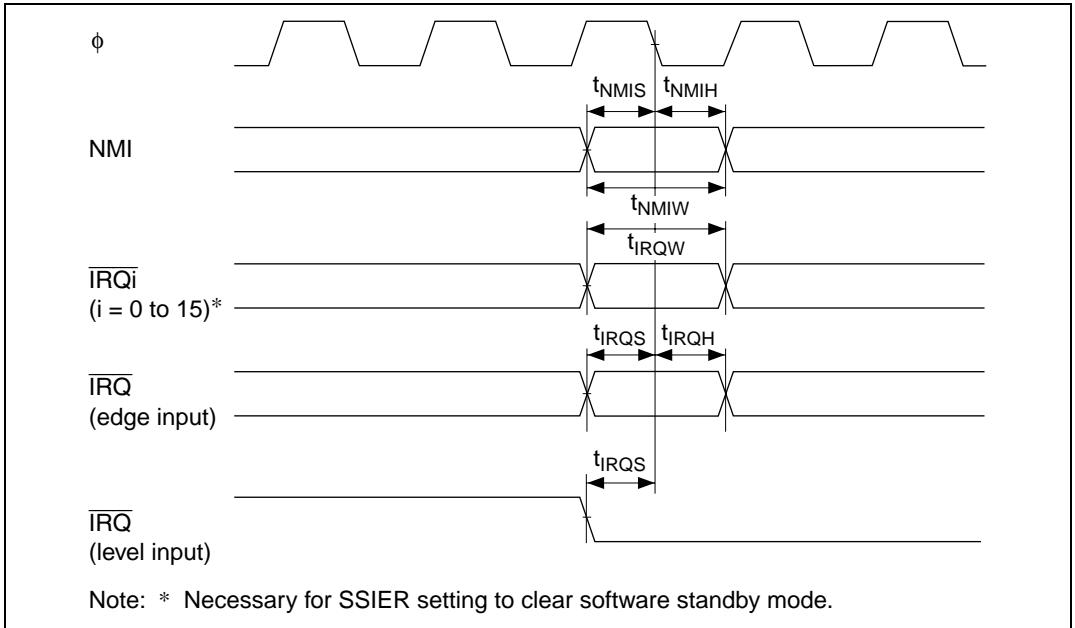 ϕ
tNMIS tNMIH
NMI
tNMIW
tIRQW
IRQi
(i = 0 to 15)*
tIRQS tIRQH
IRQ
(edge input)
tIRQS
IRQ
(level input)
Note: * Necessary for SSIER setting to clear software standby mode.